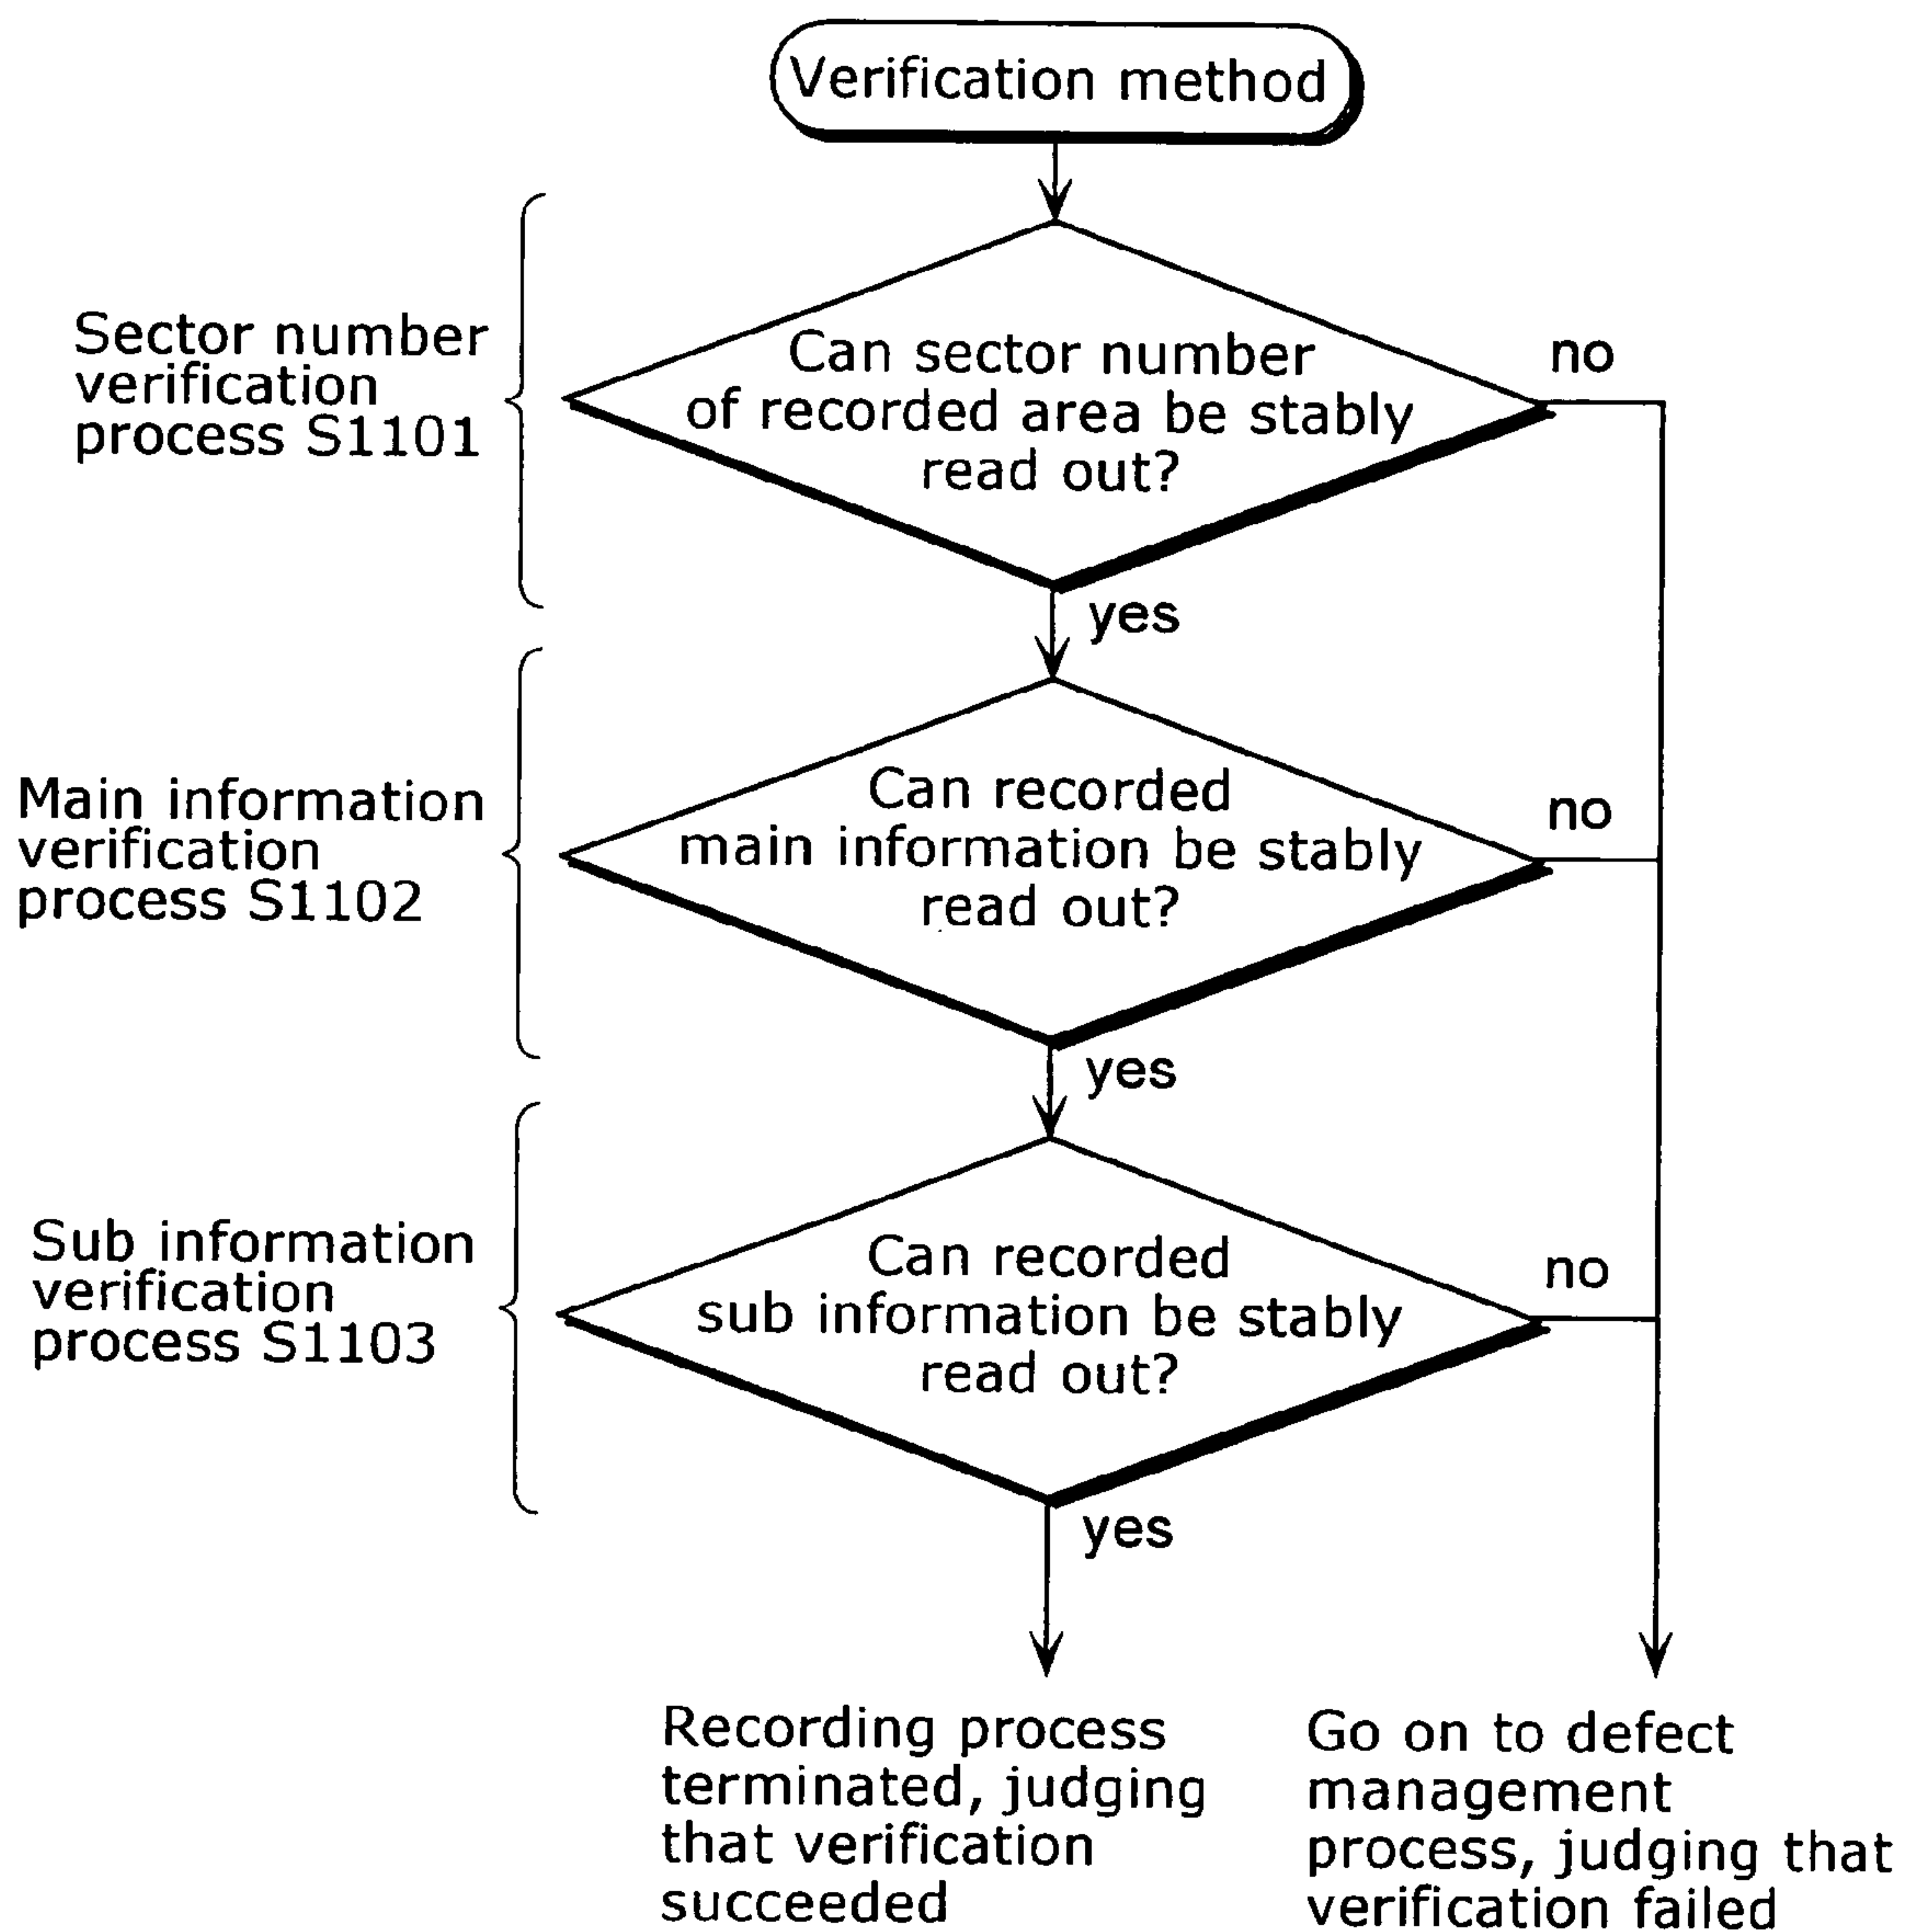 Verification method
Sector number
verification
process S1101
Can sector number
of recorded area be stably
read out?
no
yes
Main information
verification
process S1102
Can recorded
main information be stably
read out?
no
yes
Sub information
verification
process S1103
Can recorded
sub information be stably
read out?
no
yes
Recording process
terminated, judging
that verification
succeeded
Go on to defect
management
process, judging that
verification failed